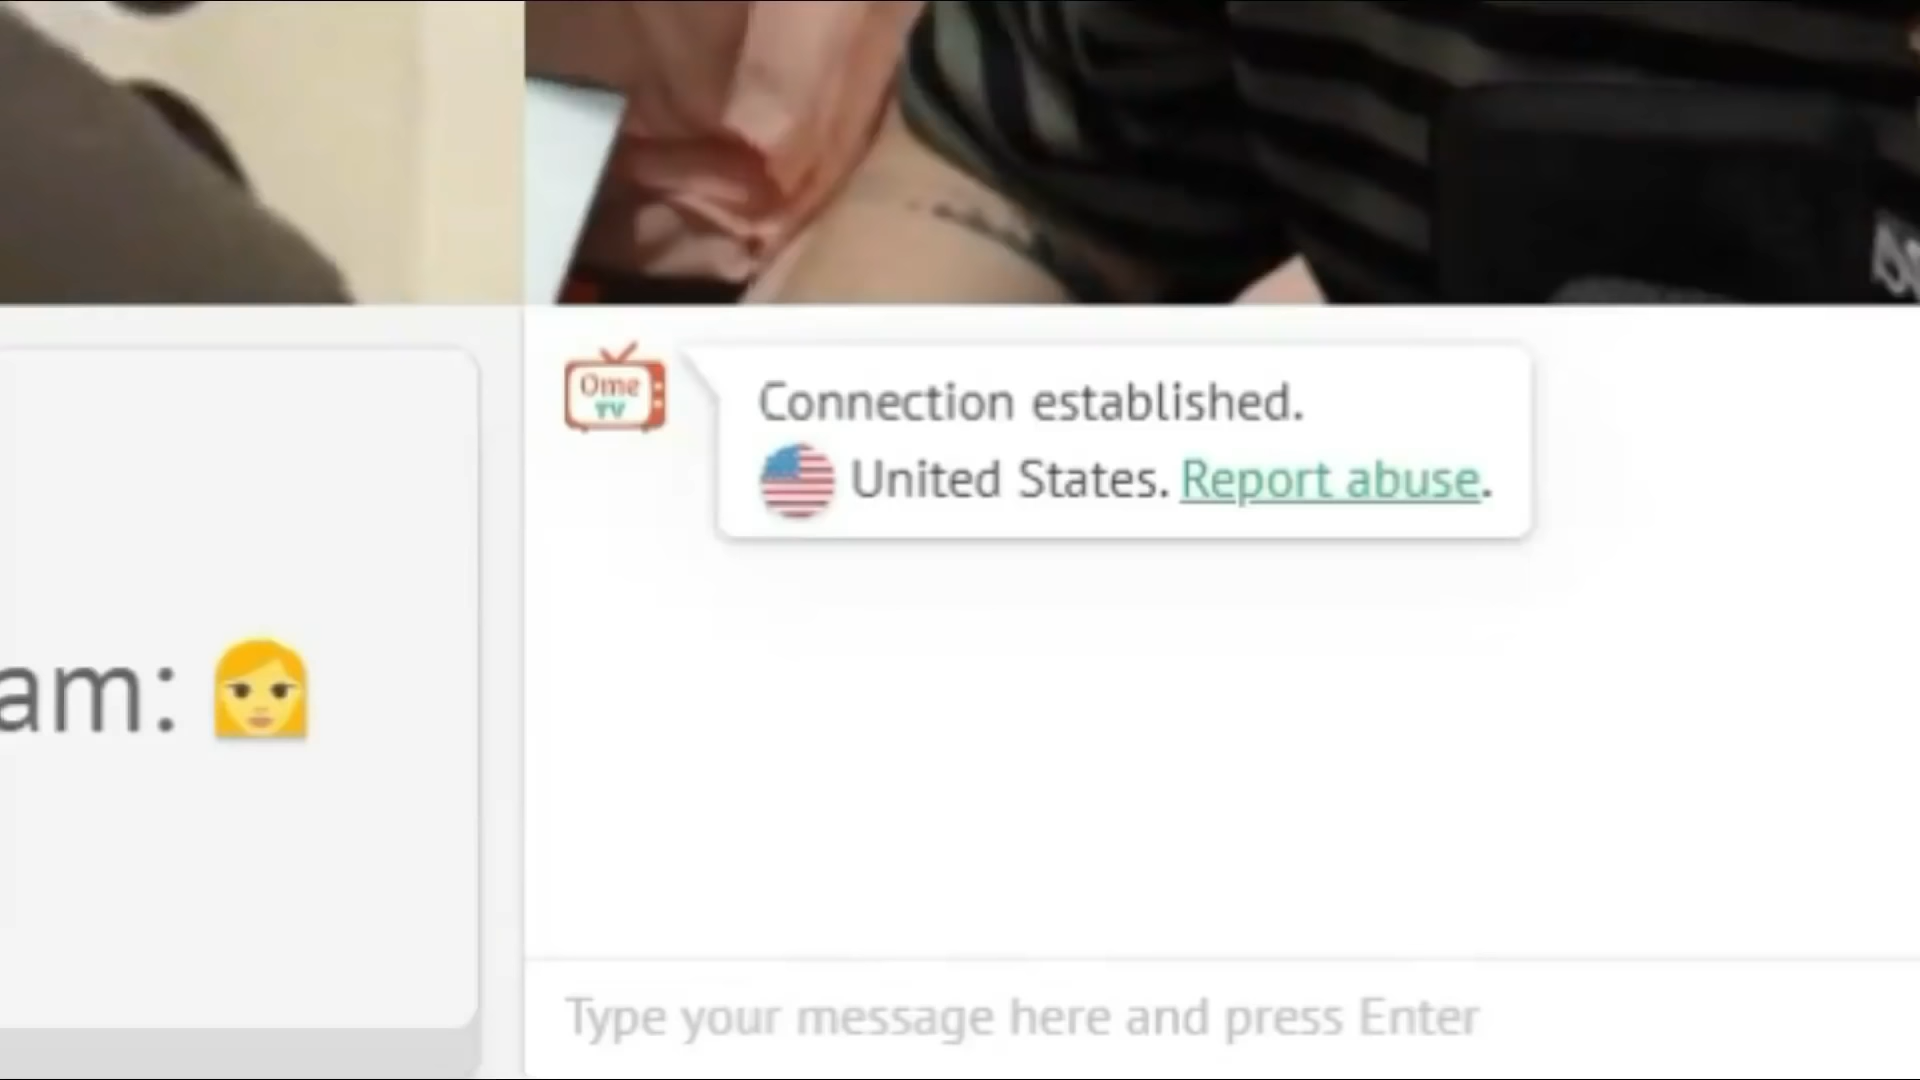 Ome
TV
Connection established.
United States. Report abuse.
am:
Type your message here and press Enter